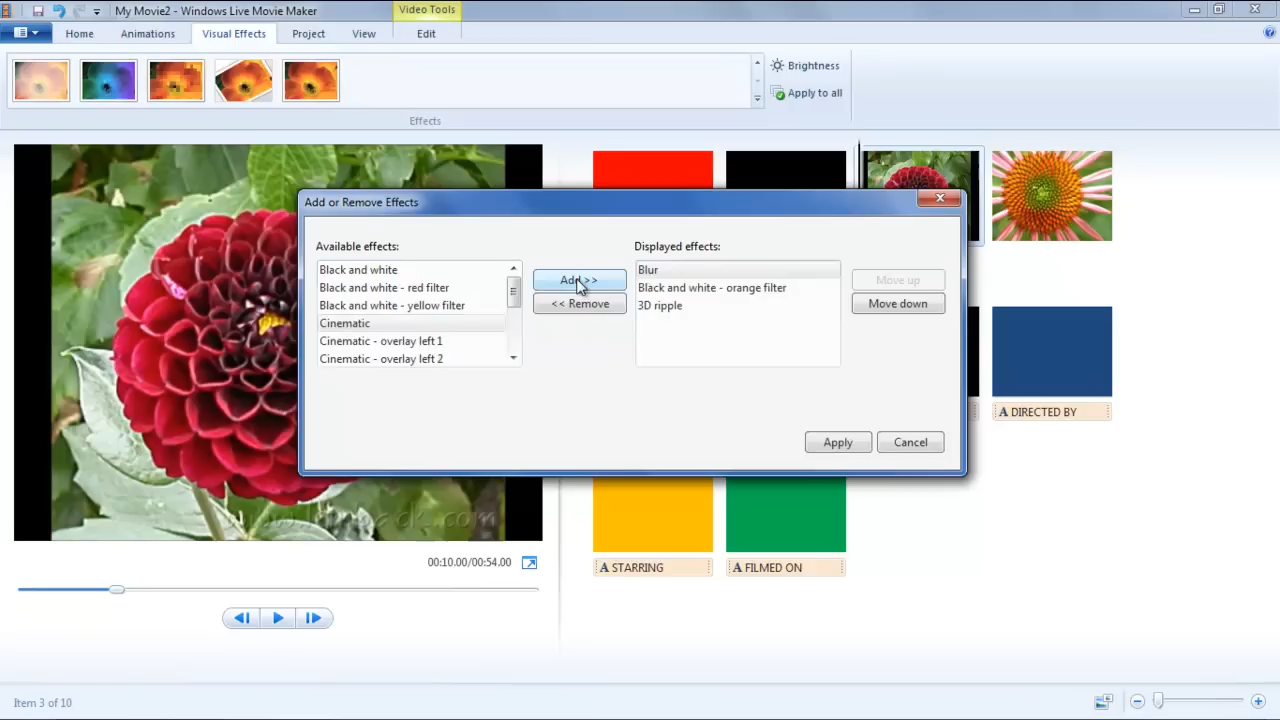 My Movie2 - Windows Live Movie Maker
Video Tools
Home
Animations
Visual Effects
Project
View
Edit
Brightness
Apply to all
Effects
Add or Remove Effects
Available effects:
Black and white
Black and white - red filter
Black and white - yellow filter
Cinematic
Cinematic - overlay left 1
Cinematic - overlay left 2
Add >>
<< Remove
Displayed effects:
Blur
Black and white - orange filter
3D ripple
Move up
Move down
Apply
Cancel
A DIRECTED BY
A STARRING
A FILMED ON
00:10.00/00:54.00
Item 3 of 10